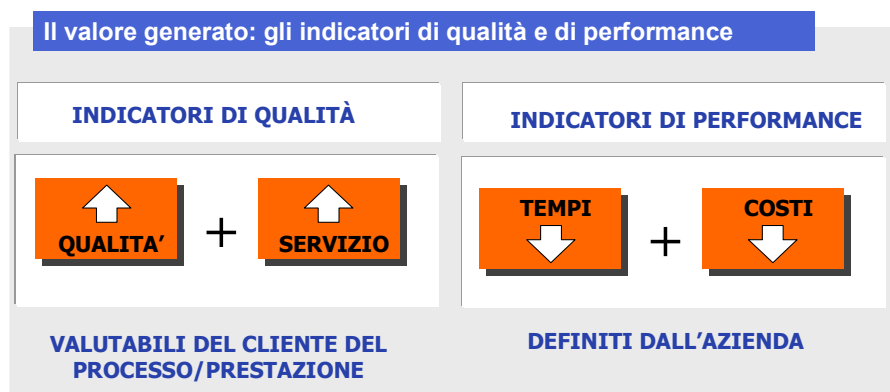 Il valore generato: gli indicatori di qualità e di performance
INDICATORI DI QUALITÀ
QUALITA’
+
SERVIZIO
VALUTABILI DEL CLIENTE DEL
PROCESSO/PRESTAZIONE
INDICATORI DI PERFORMANCE
TEMPI
+
COSTI
DEFINITI DALL’AZIENDA